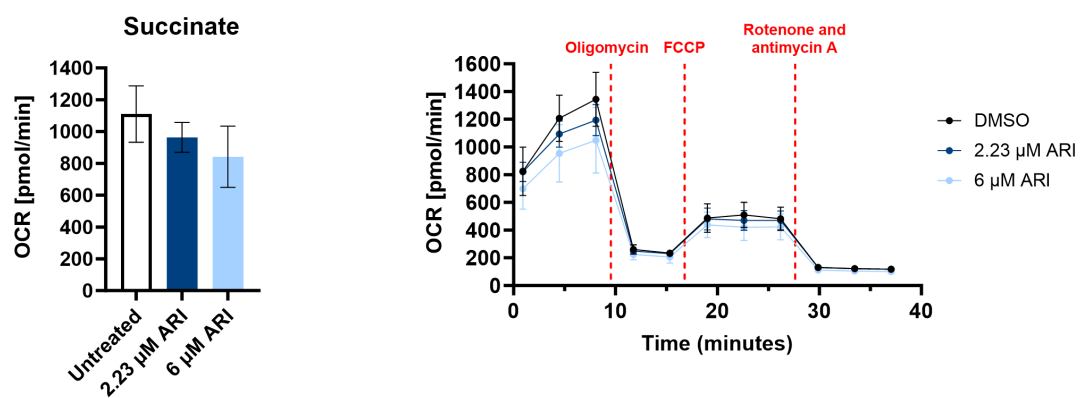 Succinate
OCR [pmol/min]
1400
1200
1000
800
600
400
200
0
Untreated
2.23 µM ARI
6 µM ARI
Rotenone and
antimycin A
Oligomycin
FCCP
OCR [pmol/min]
1600
1400
1200
1000
800
600
400
200
0
0
10
20
30
40
Time (minutes)
DMSO
2.23 µM ARI
6 µM ARI